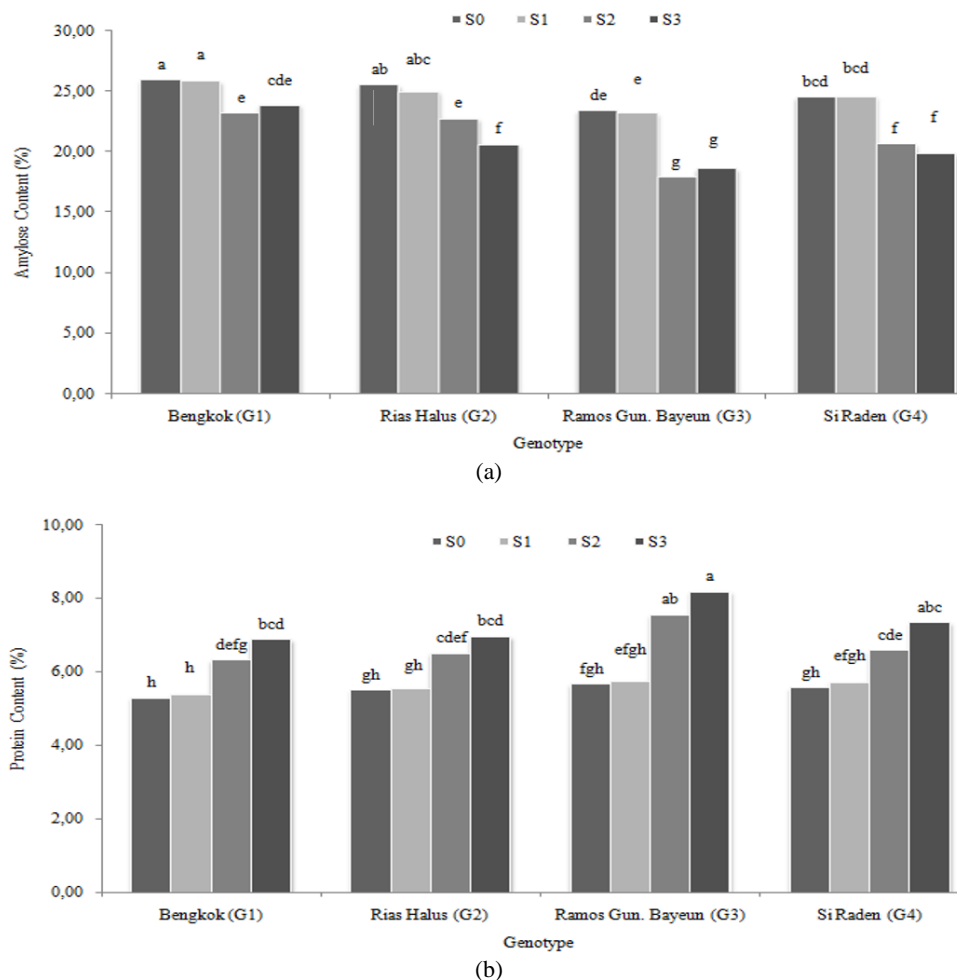 S0 S1 S2 S3
30,00
25,00
20,00
15,00
10,00
5,00
0,00
Amylose Content (%)
a a e cde
ab abc e f
de e g g
bcd bcd f f
Bengkok (G1) Rias Halus (G2) Ramos Gun. Bayeun (G3) Si Raden (G4)
Genotype
(a)
S0 S1 S2 S3
10,00
8,00
6,00
4,00
2,00
0,00
Protein Content (%)
h h defg bcd
gh gh cdef bcd
fgh efgh ab a
gh efgh cde abc
Bengkok (G1) Rias Halus (G2) Ramos Gun. Bayeun (G3) Si Raden (G4)
Genotype
(b)